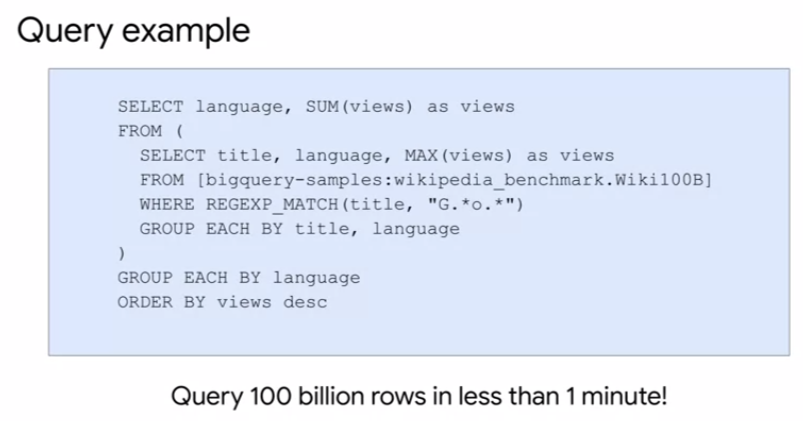 Query example
SELECT language, SUM(views) as views
FROM (
SELECT title, language, MAX(views) as views
FROM [bigquery-samples:wikipedia_benchmark.Wiki100B]
WHERE REGEXP_MATCH(title, "G.*o.*")
GROUP EACH BY title, language
)
GROUP EACH BY language
ORDER BY views desc
Query 100 billion rows in less than 1 minute!